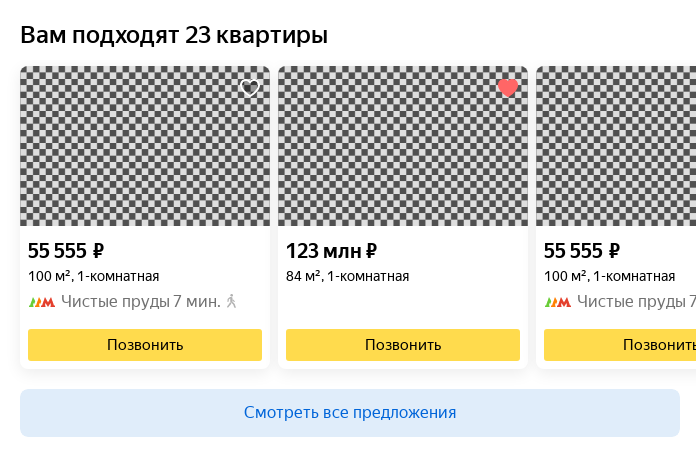 Вам подходят 23 квартиры
55 555 ₽
100 м², 1-комнатная
Чистые пруды 7 мин.
Позвонить
123 млн ₽
84 м², 1-комнатная
Позвонить
55 555 ₽
100 м², 1-комнатная
Чистые пруды 7
Позвонить
Смотреть все предложения